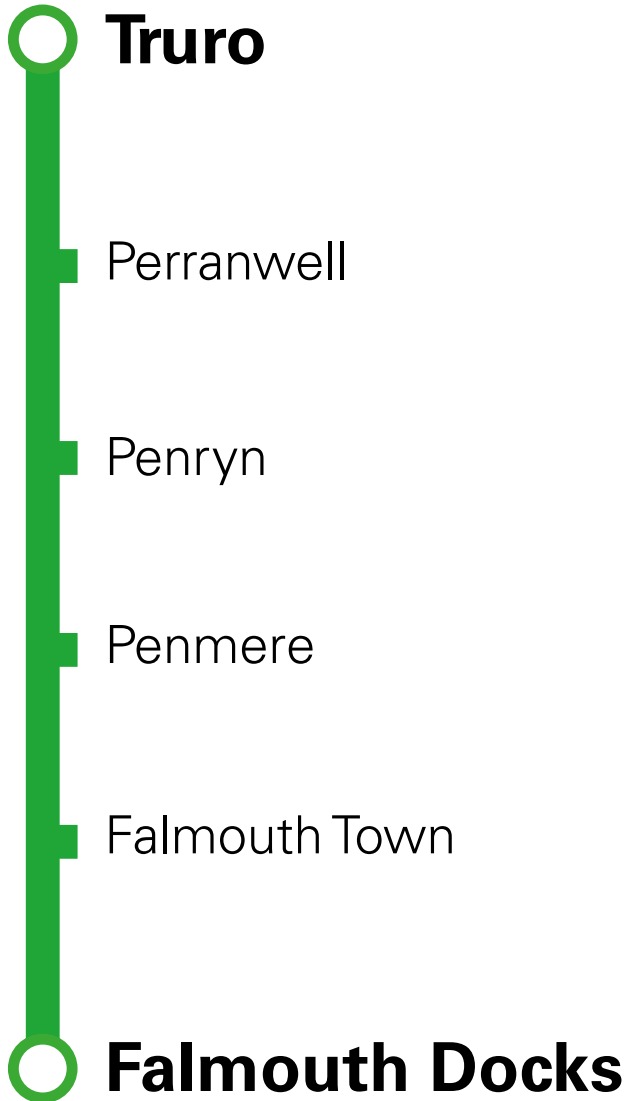 Truro
Perranwell
Penryn
Penmere
Falmouth Town
Falmouth Docks